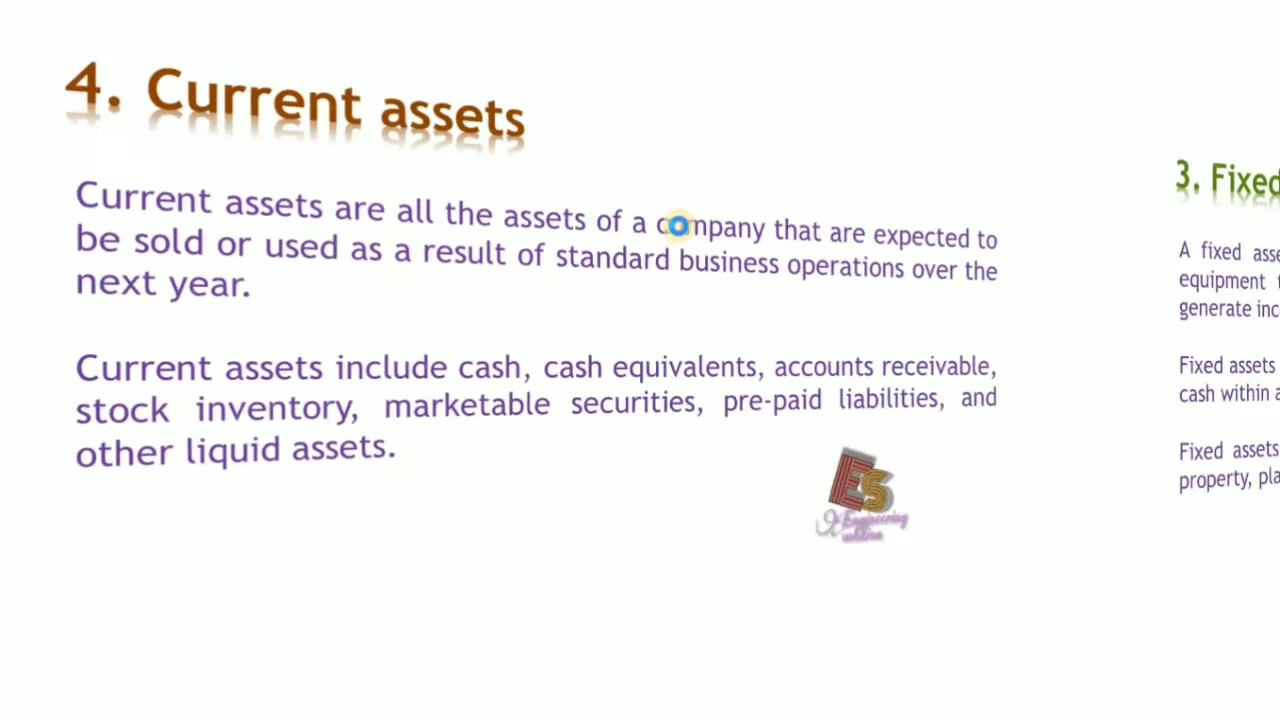 4. Current assets
Current assets are all the assets of a company that are expected to
be sold or used as a result of standard business operations over the
next year.
Current assets include cash, cash equivalents, accounts receivable,
stock inventory, marketable securities, pre-paid liabilities, and
other liquid assets.
ES
Engineering
3. Fixed
A fixed
equipment
generate
Fixed assets
cash within
Fixed assets
property,